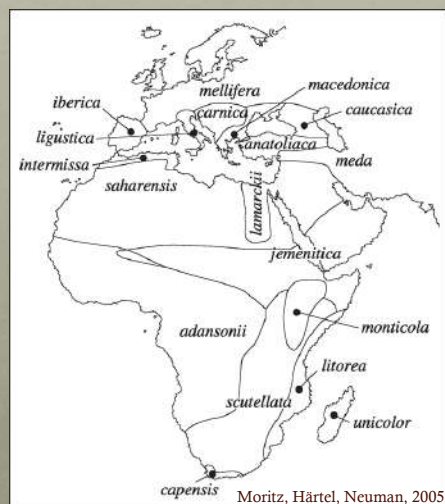 mellifera
macedonica
iberica
carnica
caucasica
ligustica
anatoliaca
intermissa
meda
saharensis
lamarckii
jemenitica
adansonii
monticola
litorea
scutellata
unicolor
capensis
Moritz, Härtel, Neuman, 2005